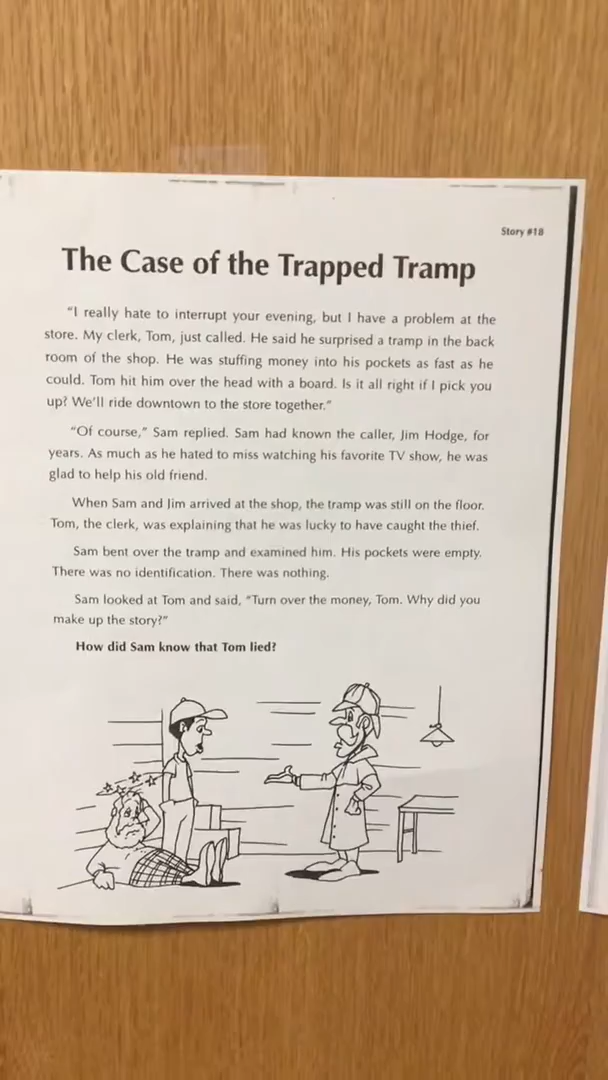 Story #18
The Case of the Trapped Tramp
"I really hate to interrupt your evening, but I have a problem at the
store. My clerk, Tom, just called. He said he surprised a tramp in the back
room of the shop. He was stuffing money into his pockets as fast as he
could. Tom hit him over the head with a board. Is it all right if I pick you
up? We'll ride downtown to the store together."
"Of course," Sam replied. Sam had known the caller, Jim Hodge, for
years. As much as he hated to miss watching his favorite TV show, he was
glad to help his old friend.
When Sam and Jim arrived at the shop, the tramp was still on the floor.
Tom, the clerk, was explaining that he was lucky to have caught the thief.
Sam bent over the tramp and examined him. His pockets were empty.
There was no identification. There was nothing.
Sam looked at Tom and said, "Turn over the money, Tom. Why did you
make up the story?"
How did Sam know that Tom lied?